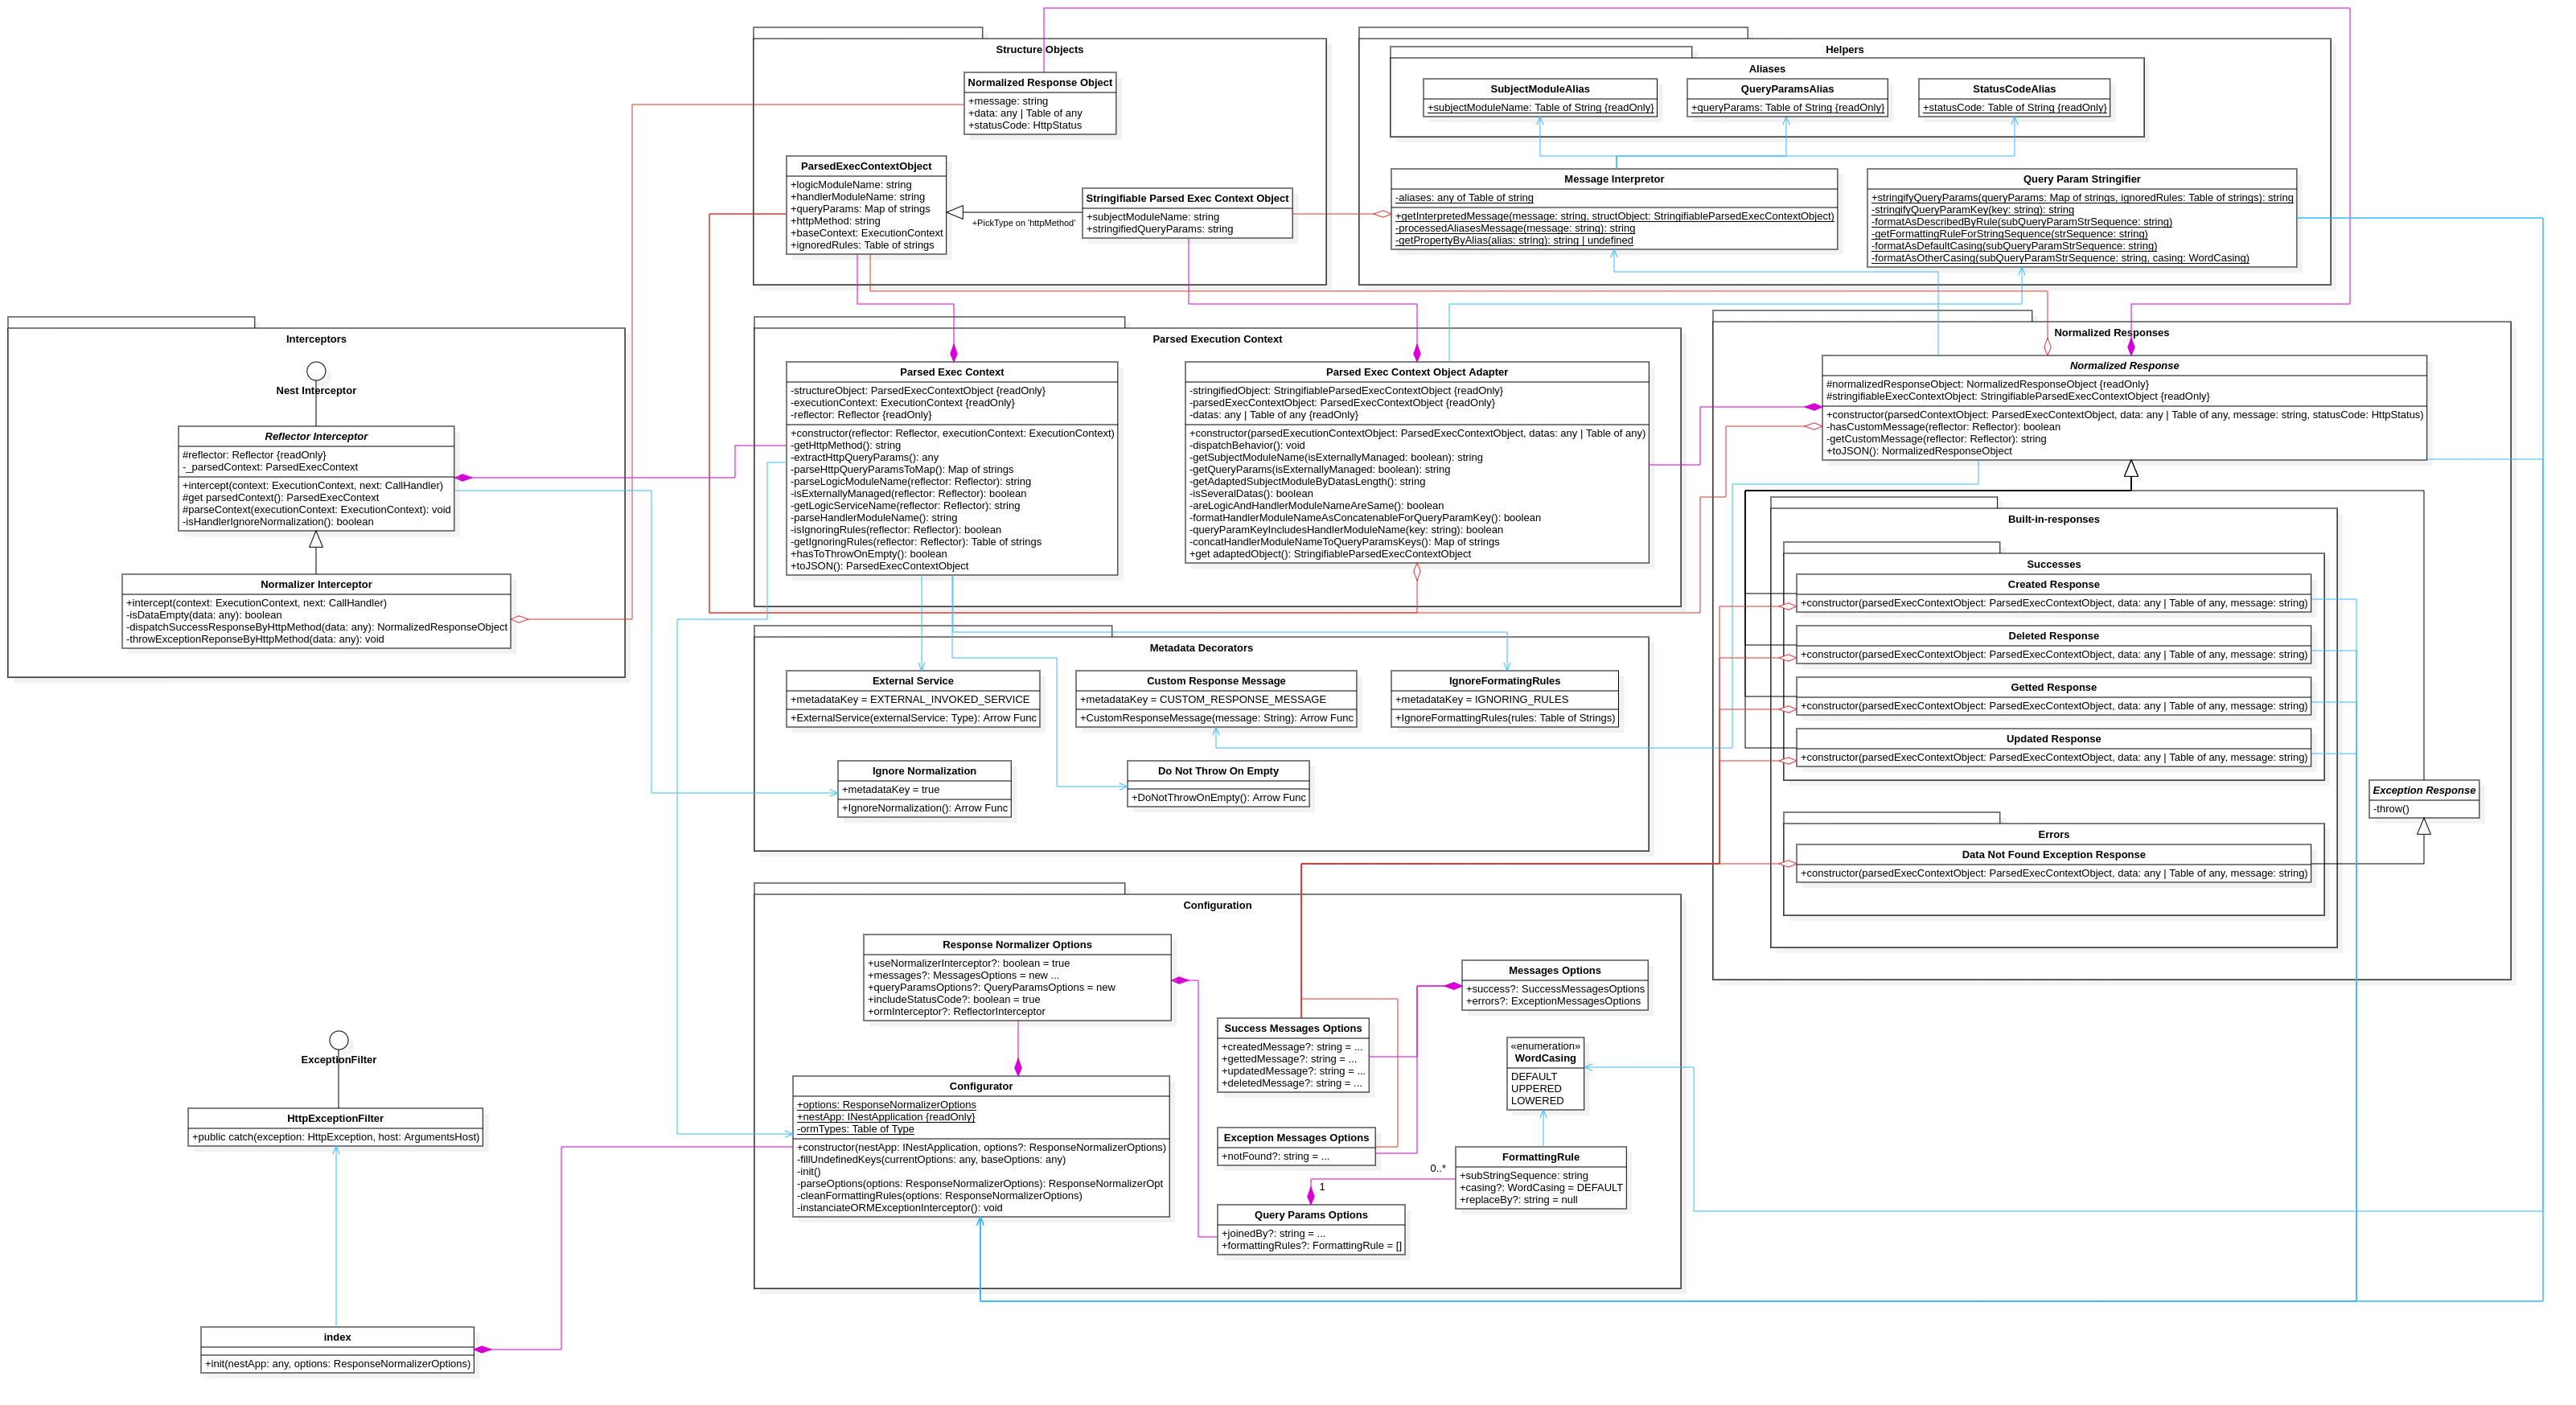 Structure Objects
Normalized Response Object
+message: string
+data: any | Table of any
+statusCode: HttpStatus
ParsedExecContextObject
+logicModuleName: string
+handlerModuleName: string
+queryParams: Map of strings
+httpMethod: string
+baseContext: ExecutionContext
+ignoredRules: Table of strings
+PickType on 'httpMethod'
Stringifiable Parsed Exec Context Object
+subjectModuleName: string
+stringifiedQueryParams: string
Helpers
Aliases
SubjectModuleAlias
+subjectModuleName: Table of String {readOnly}
QueryParamsAlias
+queryParams: Table of String {readOnly}
StatusCodeAlias
+statusCode: Table of String {readOnly}
Message Interpretor
-aliases: any of Table of string
+getInterpretedMessage(message: string, structObject: StringifiableParsedExecContextObject)
-processedAliasesMessage(message: string): string
-getPropertyByAlias(alias: string): string | undefined
Query Param Stringifier
+stringifyQueryParams(queryParams: Map of strings, ignoredRules: Table of strings): string
-stringifyQueryParamKey(key: string): string
-formatAsDescribedByRule(subQueryParamStrSequence: string)
-getFormattingRuleForStringSequence(strSequence: string)
-formatAsDefaultCasing(subQueryParamStrSequence: string)
-formatAsOtherCasing(subQueryParamStrSequence: string, casing: WordCasing)
Interceptors
Nest Interceptor
Reflector Interceptor
#reflector: Reflector {readOnly}
-_parsedContext: ParsedExecContext
+intercept(context: ExecutionContext, next: CallHandler)
#get parsedContext(): ParsedExecContext
#parseContext(executionContext: ExecutionContext): void
-isHandlerIgnoreNormalization(): boolean
Normalizer Interceptor
+intercept(context: ExecutionContext, next: CallHandler)
-isDataEmpty(data: any): boolean
-dispatchSuccessResponseByHttpMethod(data: any): NormalizedResponseObject
-throwExceptionReponseByHttpMethod(data: any): void
Parsed Execution Context
Parsed Exec Context
-structureObject: ParsedExecContextObject {readOnly}
-executionContext: ExecutionContext {readOnly}
-reflector: Reflector {readOnly}
+constructor(reflector: Reflector, executionContext: ExecutionContext)
-getHttpMethod(): string
-extractHttpQueryParams(): any
-parseHttpQueryParamsToMap(): Map of strings
-parseLogicModuleName(reflector: Reflector): string
-isExternallyManaged(reflector: Reflector): boolean
-getLogicServiceName(reflector: Reflector): string
-parseHandlerModuleName(): string
-isIgnoringRules(reflector: Reflector): boolean
-getIgnoringRules(reflector: Reflector): Table of strings
+hasToThrowOnEmpty(): boolean
+toJSON(): ParsedExecContextObject
Parsed Exec Context Object Adapter
-stringifiedObject: StringifiableParsedExecContextObject {readOnly}
-parsedExecContextObject: ParsedExecContextObject {readOnly}
-datas: any | Table of any {readOnly}
+constructor(parsedExecutionContextObject: ParsedExecContextObject, datas: any | Table of any)
-dispatchBehavior(): void
-getSubjectModuleName(isExternallyManaged: boolean): string
-getQueryParams(isExternallyManaged: boolean): string
-getAdaptedSubjectModuleByDatasLength(): string
-isSeveralDatas(): boolean
-areLogicAndHandlerModuleNameAreSame(): boolean
-formatHandlerModuleNameAsConcatenableForQueryParamKey(): boolean
-queryParamKeyIncludesHandlerModuleName(key: string): boolean
-concatHandlerModuleNameToQueryParamsKeys(): Map of strings
+get adaptedObject(): StringifiableParsedExecContextObject
Normalized Responses
Normalized Response
#normalizedResponseObject: NormalizedResponseObject {readOnly}
#stringifiableExecContextObject: StringifiableParsedExecContextObject {readOnly}
+constructor(parsedContextObject: ParsedExecContextObject, data: any | Table of any, message: string, statusCode: HttpStatus)
-hasCustomMessage(reflector: Reflector): boolean
-getCustomMessage(reflector: Reflector): string
+toJSON(): NormalizedResponseObject
Built-in-responses
Successes
Created Response
+constructor(parsedExecContextObject: ParsedExecContextObject, data: any | Table of any, message: string)
Deleted Response
+constructor(parsedExecContextObject: ParsedExecContextObject, data: any | Table of any, message: string)
Getted Response
+constructor(parsedExecContextObject: ParsedExecContextObject, data: any | Table of any, message: string)
Updated Response
+constructor(parsedExecContextObject: ParsedExecContextObject, data: any | Table of any, message: string)
Exception Response
-throw()
Errors
Data Not Found Exception Response
+constructor(parsedExecContextObject: ParsedExecContextObject, data: any | Table of any, message: string)
Metadata Decorators
External Service
+metadataKey = EXTERNAL_INVOKED_SERVICE
+ExternalService(externalService: Type): Arrow Func
Custom Response Message
+metadataKey = CUSTOM_RESPONSE_MESSAGE
+CustomResponseMessage(message: String): Arrow Func
IgnoreFormatingRules
+metadataKey = IGNORING_RULES
+IgnoreFormattingRules(rules: Table of Strings)
Ignore Normalization
+metadataKey = true
+IgnoreNormalization(): Arrow Func
Do Not Throw On Empty
+DoNotThrowOnEmpty(): Arrow Func
Configuration
Response Normalizer Options
+useNormalizerInterceptor?: boolean = true
+messages?: MessagesOptions = new ...
+queryParamsOptions?: QueryParamsOptions = new
+includeStatusCode?: boolean = true
+ormInterceptor?: ReflectorInterceptor
Messages Options
+success?: SuccessMessagesOptions
+errors?: ExceptionMessagesOptions
Success Messages Options
+createdMessage?: string = ...
+gettedMessage?: string = ...
+updatedMessage?: string = ...
+deletedMessage?: string = ...
«enumeration»
WordCasing
DEFAULT
UPPERED
LOWERED
Configurator
+options: ResponseNormalizerOptions
+nestApp: INestApplication {readOnly}
-ormTypes: Table of Type
+constructor(nestApp: INestApplication, options?: ResponseNormalizerOptions)
-fillUndefinedKeys(currentOptions: any, baseOptions: any)
-init()
-parseOptions(options: ResponseNormalizerOptions): ResponseNormalizerOpt
-cleanFormattingRules(options: ResponseNormalizerOptions)
-instanciateORMExceptionInterceptor(): void
Exception Messages Options
+notFound?: string = ...
FormattingRule
+subStringSequence: string
+casing?: WordCasing = DEFAULT
+replaceBy?: string = null
0..*
1
Query Params Options
+joinedBy?: string = ...
+formattingRules?: FormattingRule = []
ExceptionFilter
HttpExceptionFilter
+public catch(exception: HttpException, host: ArgumentsHost)
index
+init(nestApp: any, options: ResponseNormalizerOptions)